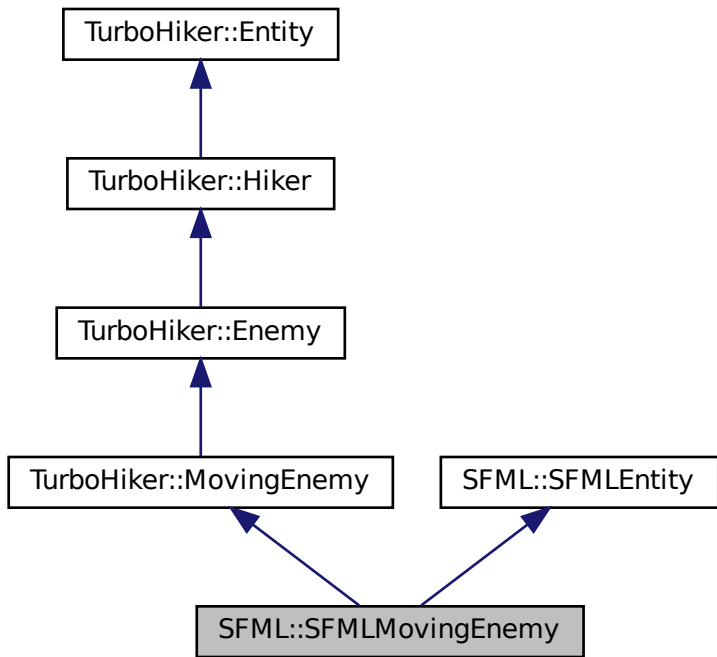 TurboHiker::Entity
TurboHiker::Hiker
TurboHiker::Enemy
TurboHiker::MovingEnemy
SFML::SFMLEntity
SFML::SFMLMovingEnemy